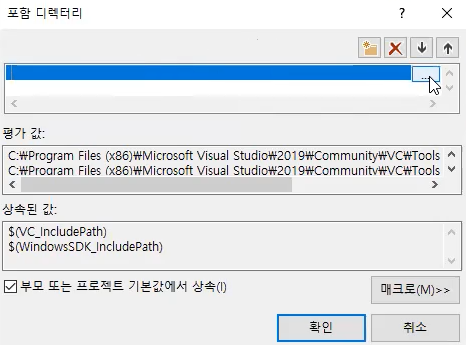 포함 디렉터리
?
...
평가 값:
C:₩Program Files (x86)₩Microsoft Visual Studio₩2019₩Community₩VC₩Tools
C:₩Program Files (x86)₩Microsoft Visual Studio₩2019₩Community₩VC₩Tools
상속된 값:
$(VC_IncludePath)
$(WindowsSDK_IncludePath)
부모 또는 프로젝트 기본값에서 상속(I)
매크로(M)>>
확인
취소